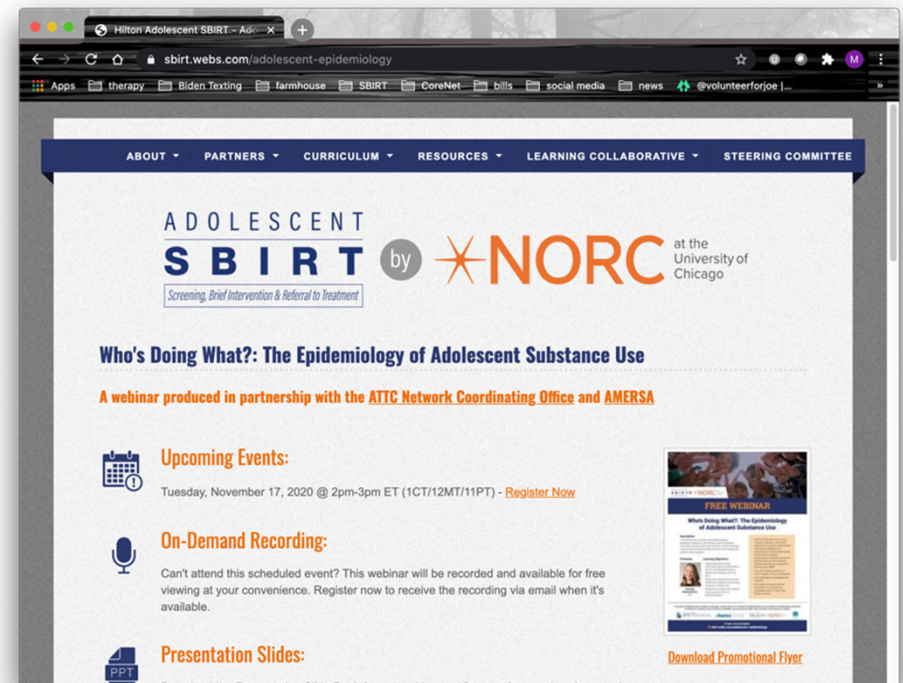 Hilton Adolescent SBIRT – Ado
sbirt.webs.com/adolescent-epidemiology
M
Apps therapy Biden Texting farmhouse SBIRT CoreNet bills social media news @volunteerforjoe |... »
ABOUT PARTNERS CURRICULUM RESOURCES LEARNING COLLABORATIVE STEERING COMMITTEE
ADOLESCENT
SBIRT
Screening, Brief Intervention & Referral to Treatment
by
NORC
at the
University of
Chicago
Who's Doing What?: The Epidemiology of Adolescent Substance Use
A webinar produced in partnership with the ATTC Network Coordinating Office and AMERSA
Upcoming Events:
Tuesday, November 17, 2020 @ 2pm-3pm ET (1CT/12MT/11PT) - Register Now
On-Demand Recording:
Can't attend this scheduled event? This webinar will be recorded and available for free
viewing at your convenience. Register now to receive the recording via email when it's
available.
PPT
Presentation Slides:
FREE WEBINAR
Who's Doing What?: The Epidemiology
of Adolescent Substance Use
Download Promotional Flyer